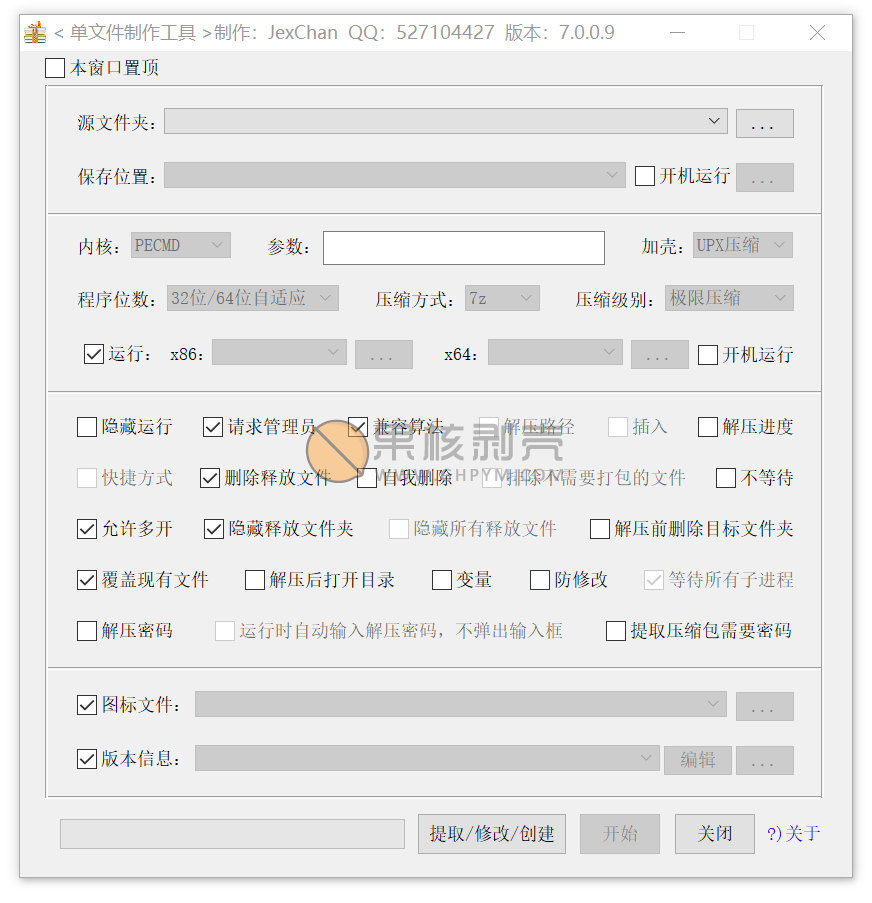 < 单文件制作工具 >制作：JexChan QQ：527104427 版本：7.0.0.9
本窗口置顶
源文件夹： ...
保存位置： 开机运行 ...
内核：PECMD 参数： 加壳：UPX压缩
程序位数：32位/64位自适应 压缩方式：7z 压缩级别：极限压缩
运行： x86： ... x64： ... 开机运行
隐藏运行 请求管理员 兼容算法 解压路径 插入 解压进度
果核剥壳
WWW.GHPYM.COM
快捷方式 删除释放文件 自我删除 排除不需要打包的文件 不等待
允许多开 隐藏释放文件夹 隐藏所有释放文件 解压前删除目标文件夹
覆盖现有文件 解压后打开目录 变量 防修改 等待所有子进程
解压密码 运行时自动输入解压密码，不弹出输入框 提取压缩包需要密码
图标文件： ...
版本信息： 编辑 ...
提取/修改/创建 开始 关闭 ?)关于